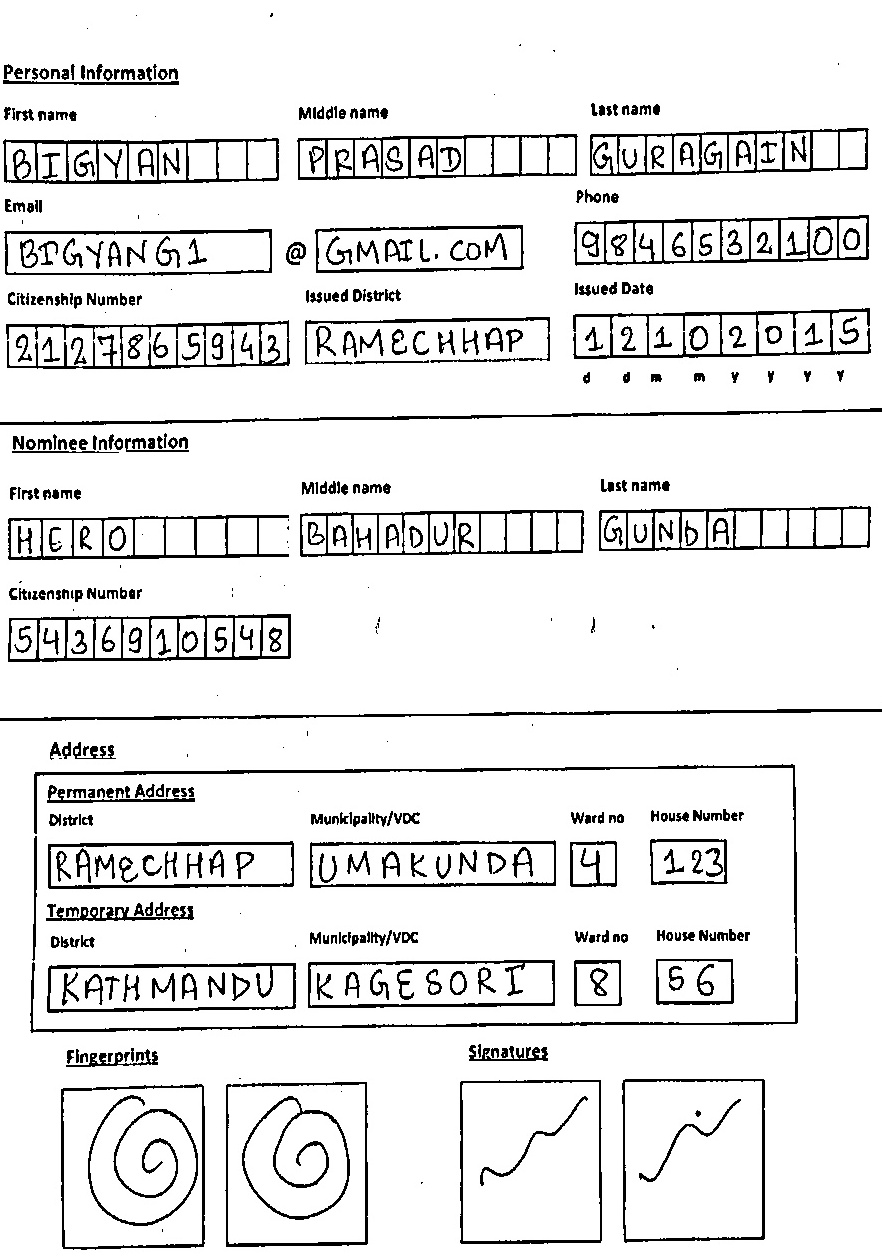 Personal Information
First name Middle name Last name
BIGYAN PRASAD GURAGAIN
Email Phone
BIGYANG1 @ GMAIL.COM 9846532100
Citizenship Number Issued District Issued Date
2127865943 RAMECHHAP 12102015
d d m m y y y y
Nominee Information
First name Middle name Last name
HERO BAHADUR GUNDA
Citizenship Number
5436910548
Address
Permanent Address
District Municipality/VDC Ward no House Number
RAMECHHAP UMAKUNDA 4 123
Temporary Address
District Municipality/VDC Ward no House Number
KATHMANDU KAGESORI 8 56
Fingerprints Signatures